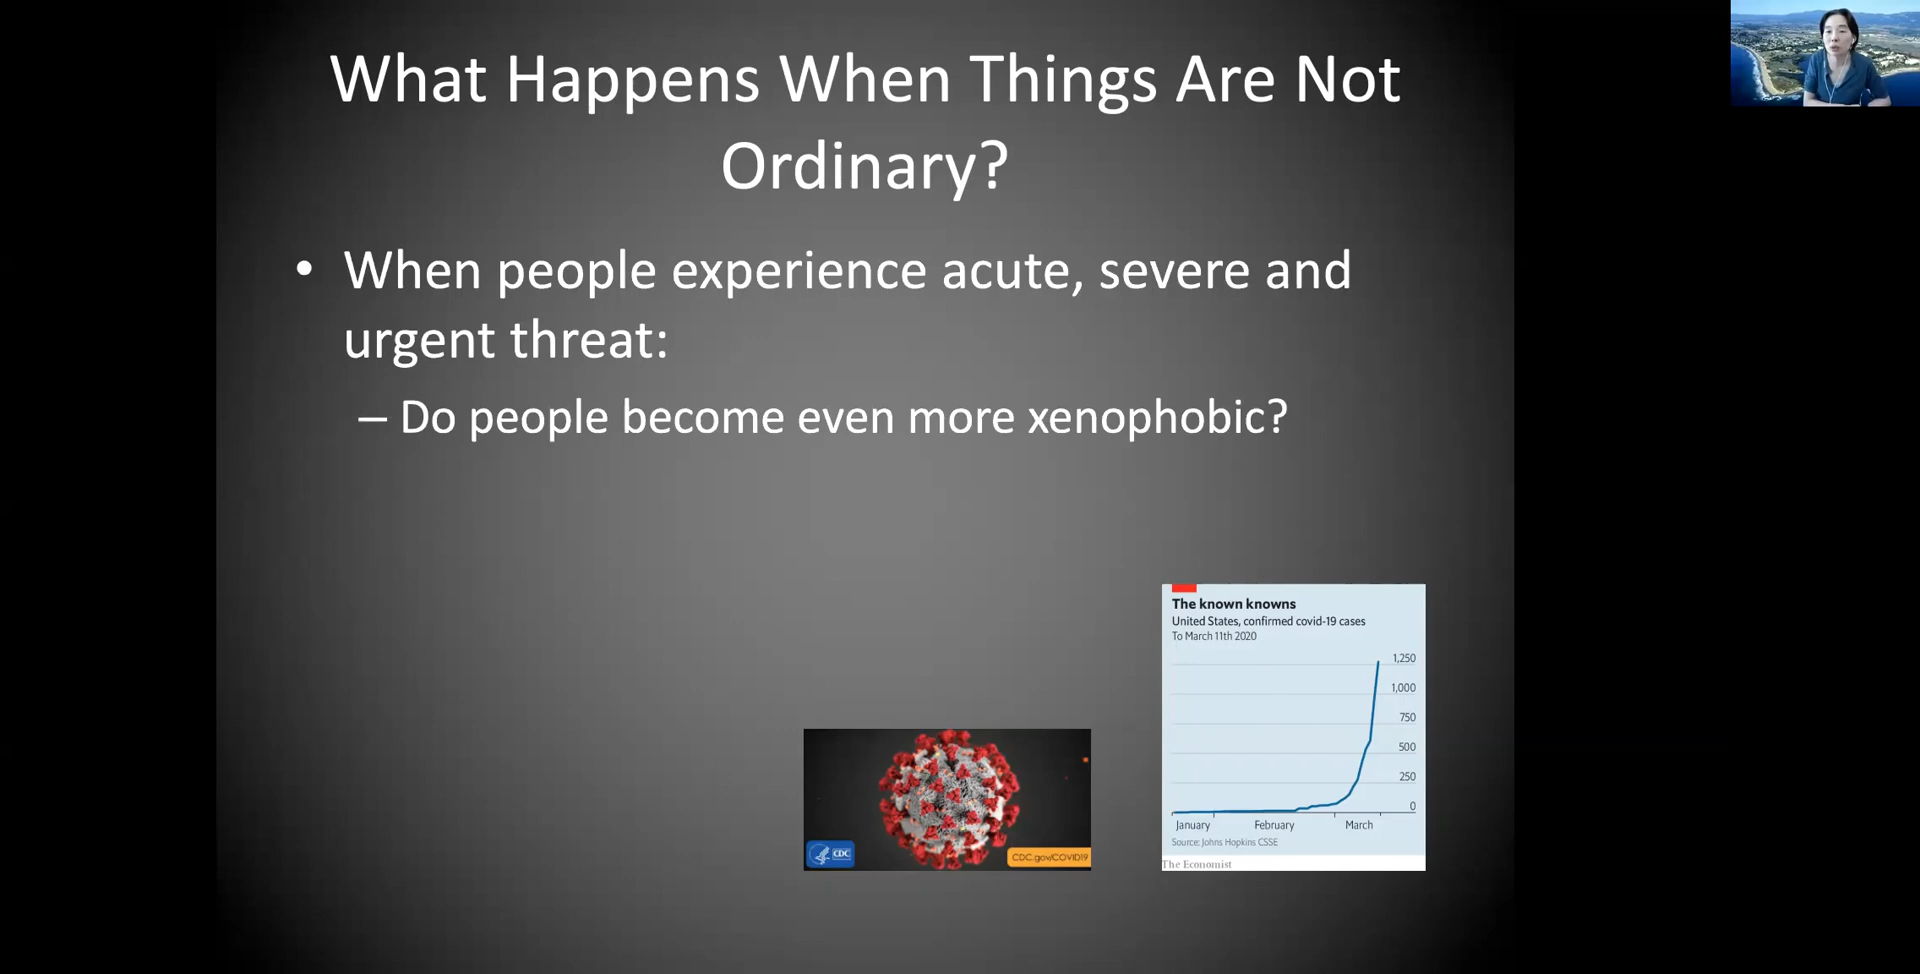 What Happens When Things Are Not
Ordinary?
• When people experience acute, severe and
urgent threat:
– Do people become even more xenophobic?
The known knowns
United States, confirmed covid-19 cases
To March 11th 2020
1,250
1,000
750
500
250
0
January February March
Source: Johns Hopkins CSSE
The Economist
CDC
CDC.gov/COVID19